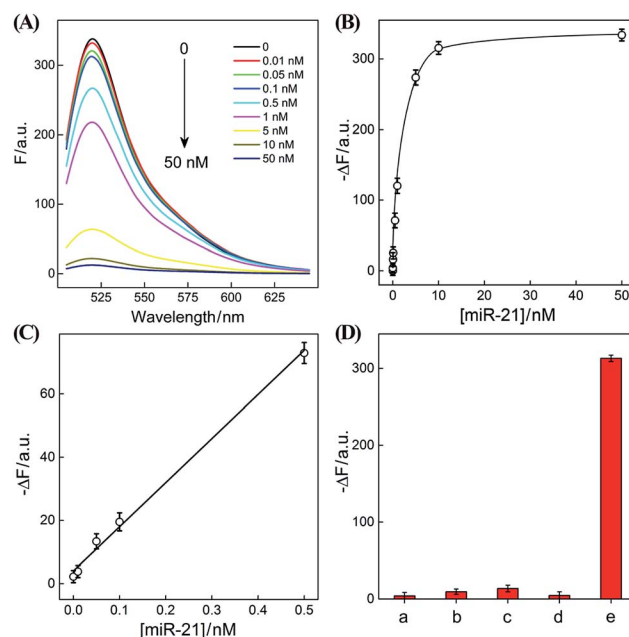 (A)
F/a.u.
300
200
100
0
525
550
575
600
625
Wavelength/nm
0
50 nM
0
0.01 nM
0.05 nM
0.1 nM
0.5 nM
1 nM
5 nM
10 nM
50 nM
(B)
-ΔF/a.u.
300
200
100
0
0
10
20
30
40
50
[miR-21]/nM
(C)
-ΔF/a.u.
60
40
20
0
0.0
0.1
0.2
0.3
0.4
0.5
[miR-21]/nM
(D)
-ΔF/a.u.
300
200
100
0
a
b
c
d
e